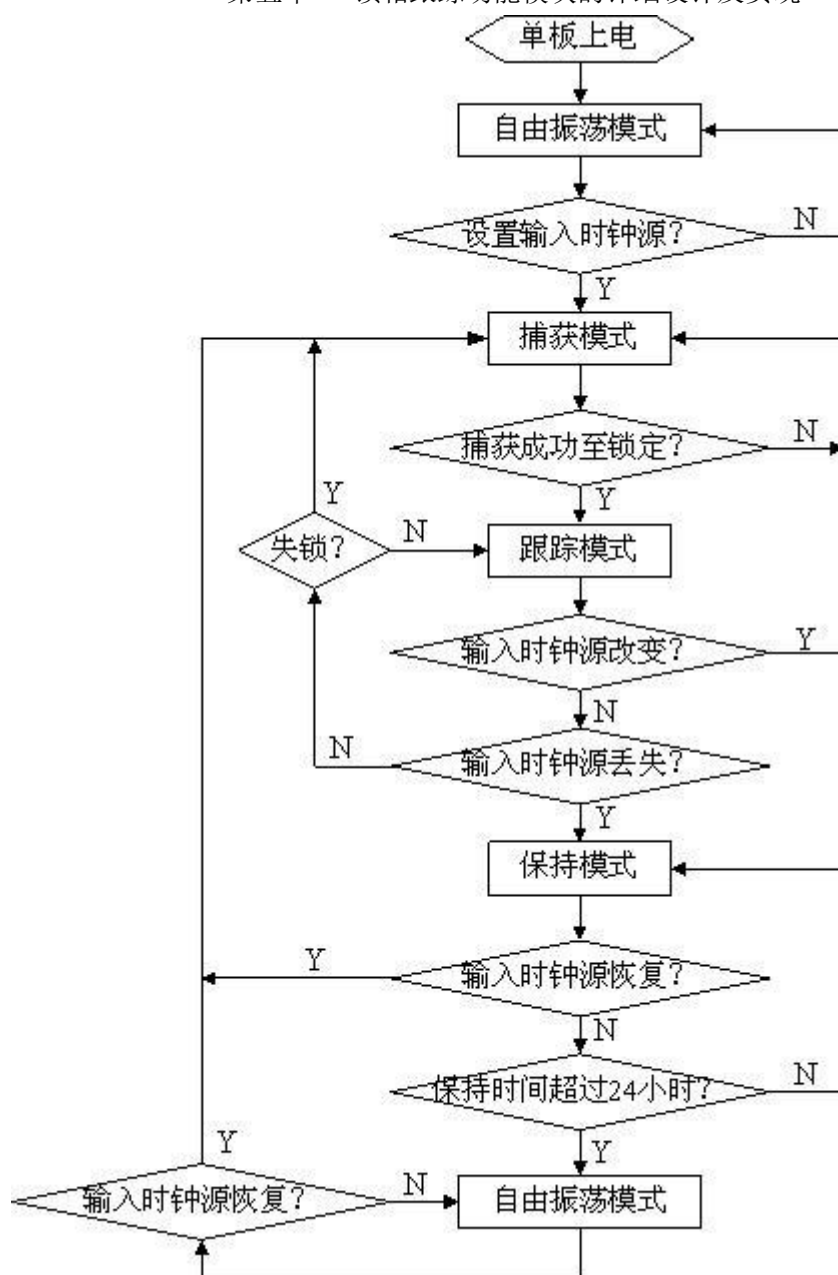 单板上电
自由振荡模式
设置输入时钟源?
N
Y
捕获模式
捕获成功至锁定?
N
Y
Y
失锁?
N
跟踪模式
输入时钟源改变?
Y
N
N
输入时钟源丢失?
Y
保持模式
Y
输入时钟源恢复?
N
保持时间超过24小时?
N
Y
Y
输入时钟源恢复?
N
自由振荡模式